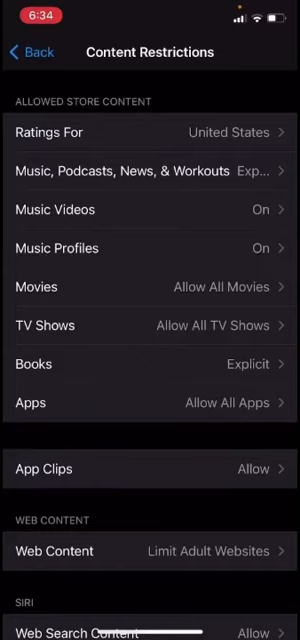 6:34
Back Content Restrictions
ALLOWED STORE CONTENT
Ratings For United States
Music, Podcasts, News, & Workouts Exp...
Music Videos On
Music Profiles On
Movies Allow All Movies
TV Shows Allow All TV Shows
Books Explicit
Apps Allow All Apps
App Clips Allow
WEB CONTENT
Web Content Limit Adult Websites
SIRI
Web Search Content Allow